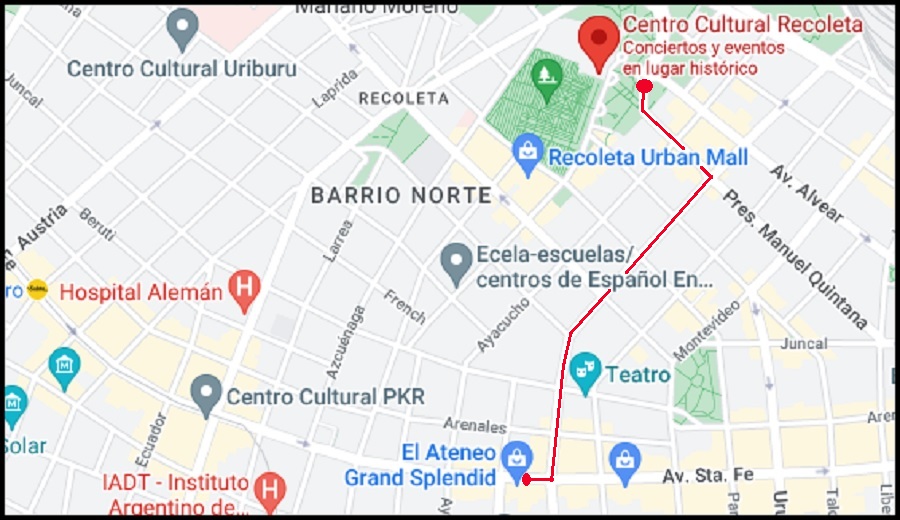 Mariano Moreno
Centro Cultural Recoleta
Conciertos y eventos
en lugar histórico
Centro Cultural Uriburu
Juncal
Laprida
RECOLETA
Recoleta Urban Mall
BARRIO NORTE
Av. Alvear
Pres. Manuel Quintana
Austria
Beruti
Larrea
Ecela-escuelas/
centros de Español En...
Hospital Alemán
French
Ayacucho
Azcuénaga
Montevideo
Juncal
Teatro
Centro Cultural PKR
Solar
Ecuador
Arenales
El Ateneo
Grand Splendid
Av. Sta. Fe
IADT - Instituto
Argentino de...